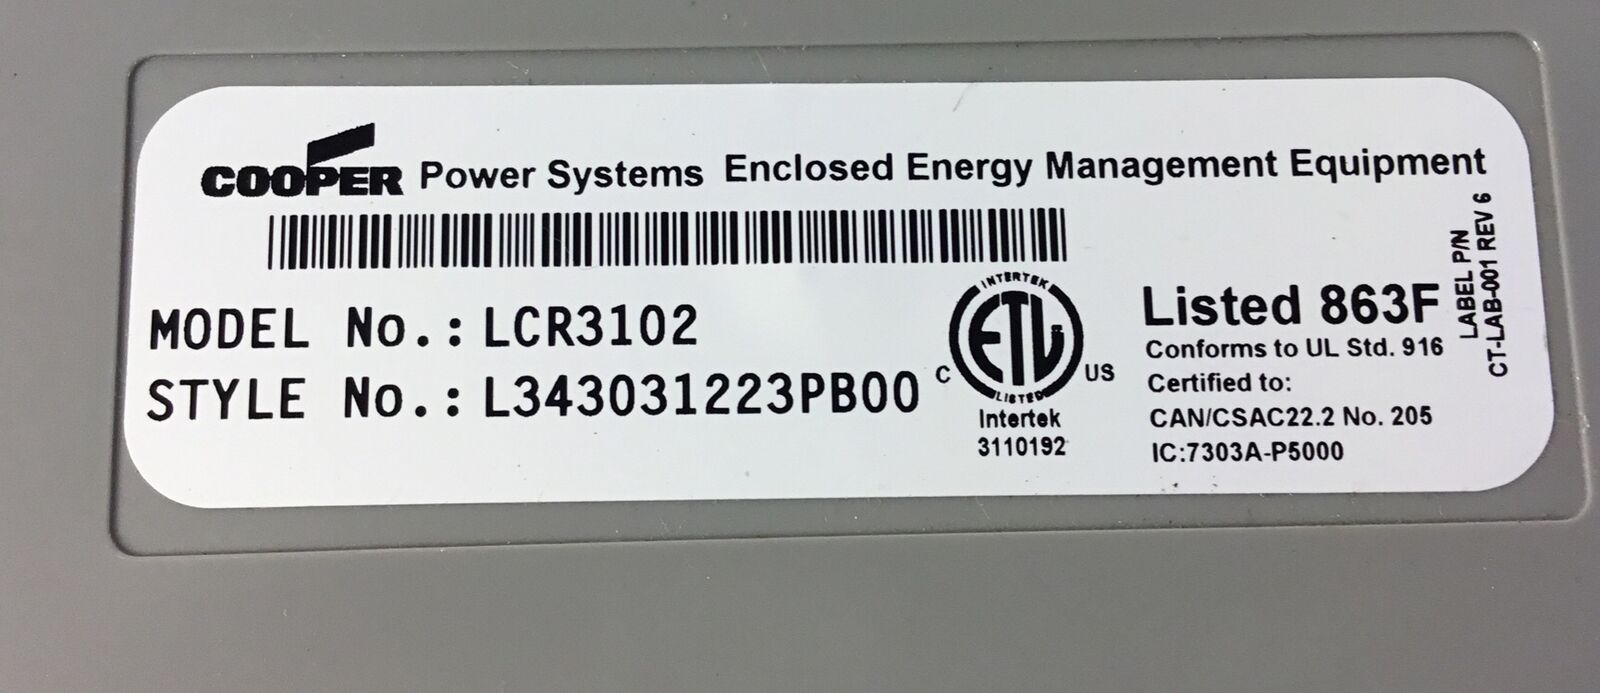 COOPER Power Systems Enclosed Energy Management Equipment
MODEL No.: LCR3102
STYLE No.: L343031223PB00
INTERTEK
ETL
LISTED
C US
Intertek
3110192
Listed 863F
Conforms to UL Std. 916
Certified to:
CAN/CSAC22.2 No. 205
IC:7303A-P5000
LABEL P/N
CT-LAB-001 REV 6